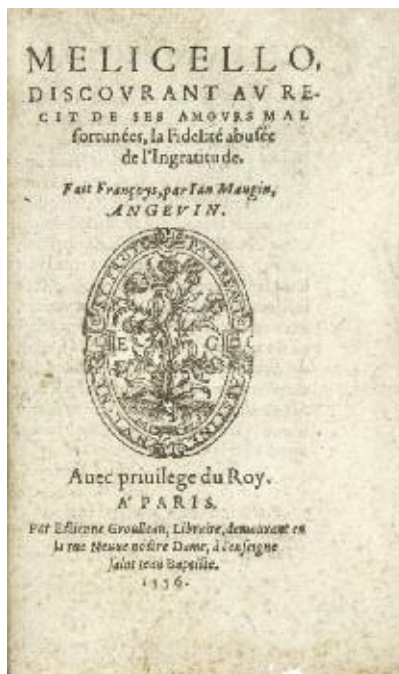 MELICELLO,
DISCOVRANT AV RE-
CIT DE SES AMOVRS MAL
fortunées, la Fidelité abusée
de l'Ingratitude.
Fait Françoys, par Ian Maugin,
ANGEVIN.
E G
Auec priuilege du Roy.
A' PARIS.
Par Estienne Groulleau, Libraire, demeurant en
la rue Neuue nostre Dame, à l'enseigne
saint Iean Baptiste.
1556.